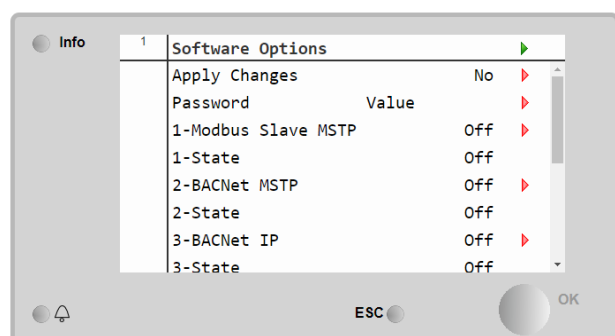 Info
1 Software Options
Apply Changes No
Password Value
1-Modbus Slave MSTP Off
1-State Off
2-BACNet MSTP Off
2-State Off
3-BACNet IP Off
3-State Off
ESC OK